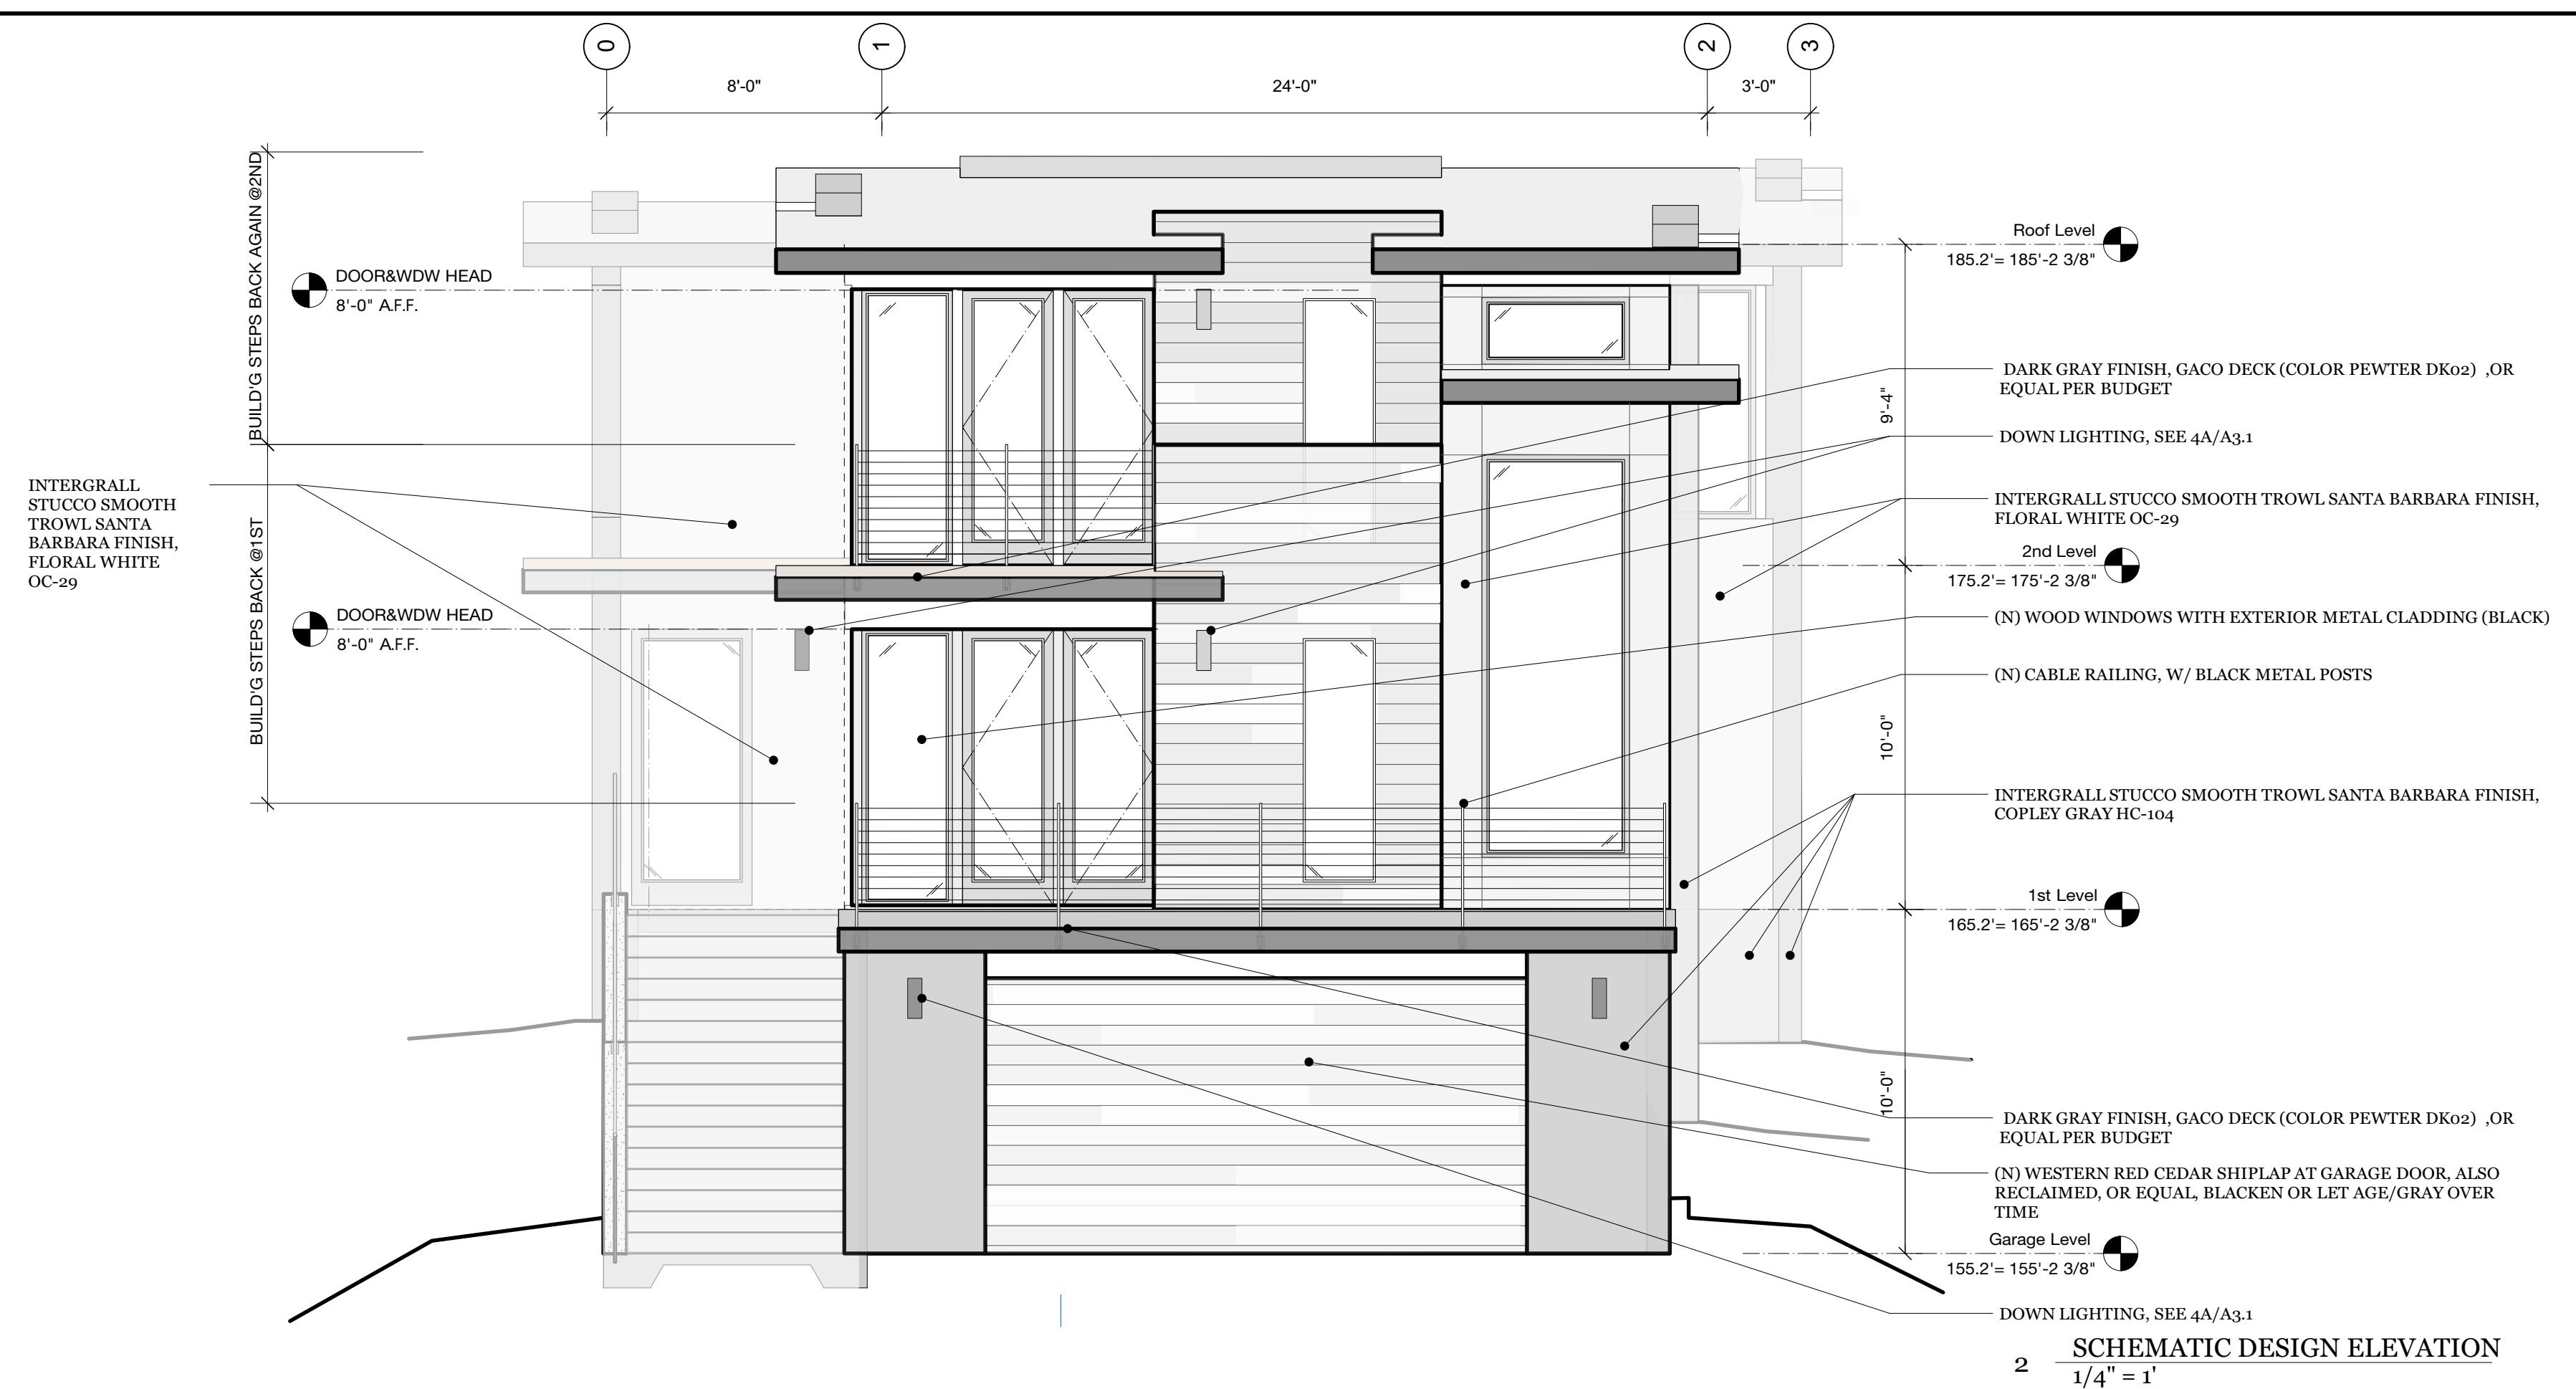 0
1
2
3
8'-0"
24'-0"
3'-0"
BUILD'G STEPS BACK AGAIN @2ND
BUILD'G STEPS BACK @1ST
DOOR&WDW HEAD
8'-0" A.F.F.
INTERGRALL
STUCCO SMOOTH
TROWL SANTA
BARBARA FINISH,
FLORAL WHITE
OC-29
DOOR&WDW HEAD
8'-0" A.F.F.
Roof Level
185.2'= 185'-2 3/8"
9'-4"
DARK GRAY FINISH, GACO DECK (COLOR PEWTER DK02) ,OR
EQUAL PER BUDGET
DOWN LIGHTING, SEE 4A/A3.1
INTERGRALL STUCCO SMOOTH TROWL SANTA BARBARA FINISH,
FLORAL WHITE OC-29
2nd Level
175.2'= 175'-2 3/8"
(N) WOOD WINDOWS WITH EXTERIOR METAL CLADDING (BLACK)
(N) CABLE RAILING, W/ BLACK METAL POSTS
10'-0"
INTERGRALL STUCCO SMOOTH TROWL SANTA BARBARA FINISH,
COPLEY GRAY HC-104
1st Level
165.2'= 165'-2 3/8"
10'-0"
DARK GRAY FINISH, GACO DECK (COLOR PEWTER DK02) ,OR
EQUAL PER BUDGET
(N) WESTERN RED CEDAR SHIPLAP AT GARAGE DOOR, ALSO
RECLAIMED, OR EQUAL, BLACKEN OR LET AGE/GRAY OVER
TIME
Garage Level
155.2'= 155'-2 3/8"
DOWN LIGHTING, SEE 4A/A3.1
2
SCHEMATIC DESIGN ELEVATION
1/4" = 1'